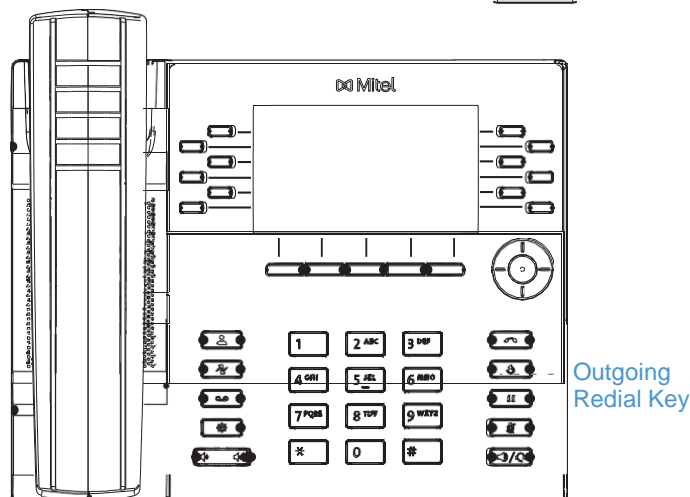 Mitel
1
2 ABC
3 DEF
4 GHI
5 JKL
6 MNO
7 PQRS
8 TUV
9 WXYZ
*
0
#
Outgoing
Redial Key